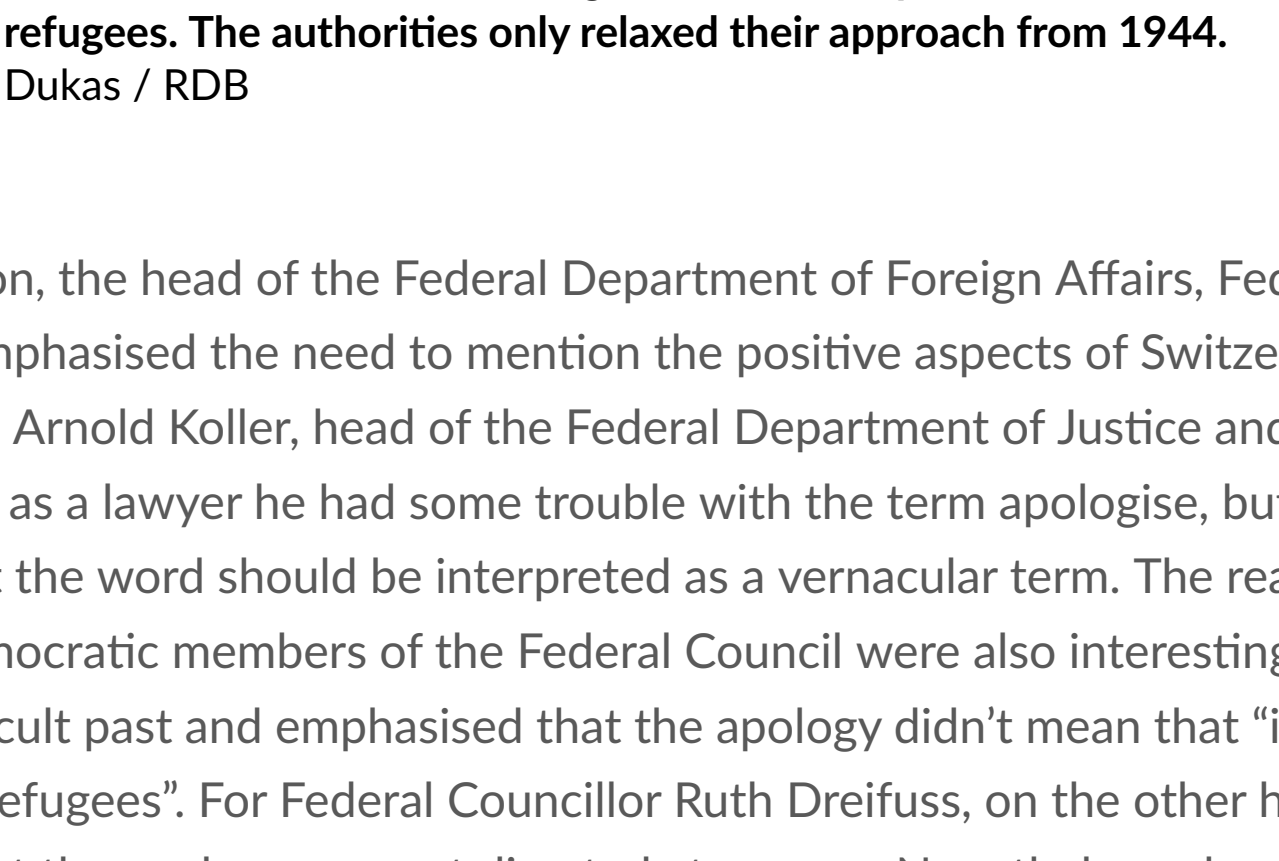 refugees. The authorities only relaxed their approach from 1944.
Dukas / RDB
on, the head of the Federal Department of Foreign Affairs, Fed
mphasised the need to mention the positive aspects of Switze
Arnold Koller, head of the Federal Department of Justice and
as a lawyer he had some trouble with the term apologise, but
t the word should be interpreted as a vernacular term. The rea
mocratic members of the Federal Council were also interesting
cult past and emphasised that the apology didn’t mean that “i
efugees”. For Federal Councillor Ruth Dreifuss, on the other h